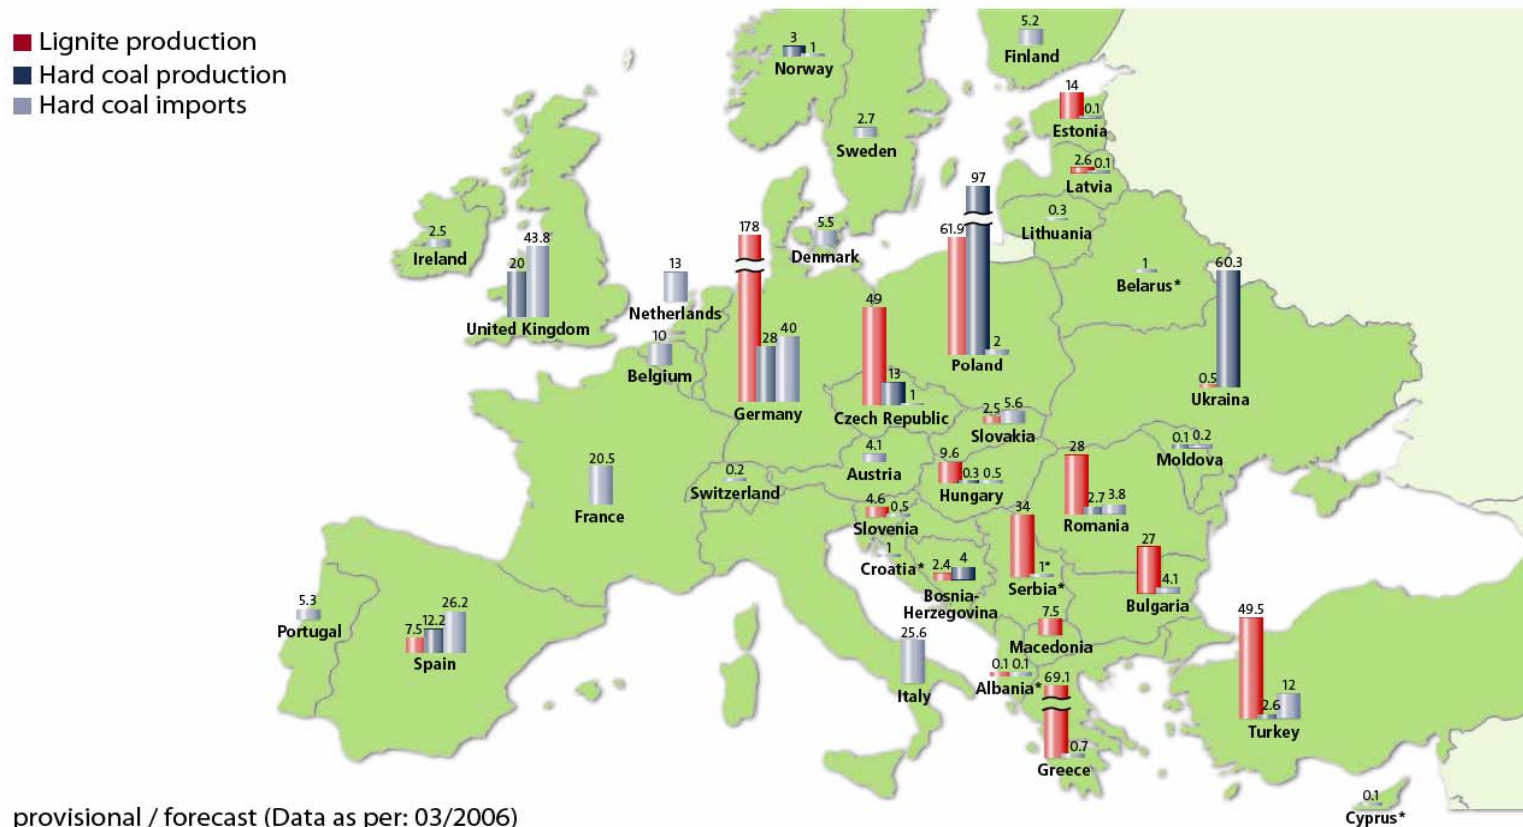 Lignite production
Hard coal production
Hard coal imports
5.2
Finland
3
1
Norway
14
0.1
Estonia
2.7
Sweden
2.6 0.1
Latvia
97
0.3
Lithuania
2.5
Ireland
20
43.8
United Kingdom
13
Netherlands
178
28
40
Germany
5.5
Denmark
61.9
2
Poland
1
Belarus*
60.3
0.5
Ukraina
10
Belgium
49
13
1
Czech Republic
2.5
5.6
Slovakia
0.1 0.2
Moldova
20.5
France
0.2
Switzerland
4.1
Austria
9.6
0.3 0.5
Hungary
28
2.7 3.8
Romania
4.6
0.5
Slovenia
1
Croatia*
2.4
4
Bosnia-
Herzegovina
34
1*
Serbia*
27
4.1
Bulgaria
5.3
Portugal
7.5
12.2
26.2
Spain
25.6
Italy
7.5
Macedonia
0.1 0.1
Albania*
69.1
0.7
Greece
49.5
2.6
12
Turkey
0.1
Cyprus*
provisional / forecast (Data as per: 03/2006)